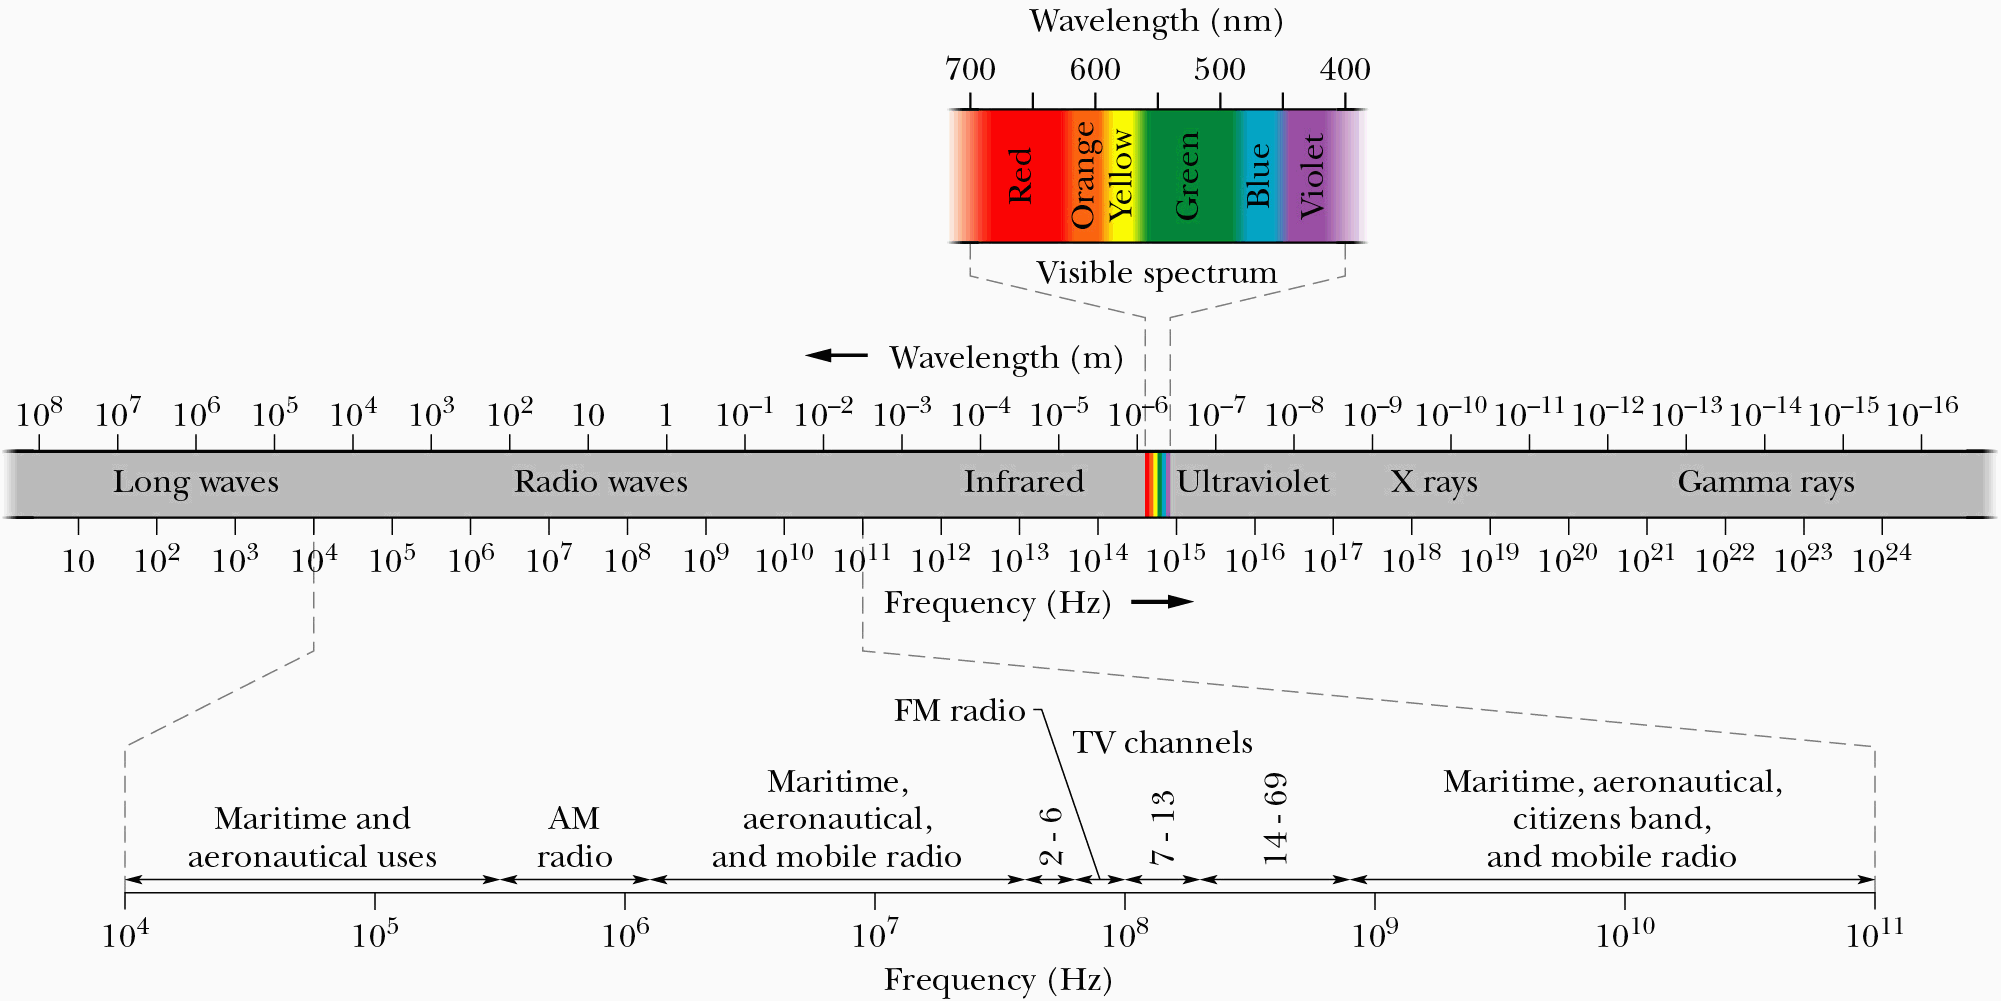 Wavelength (nm)
700 600 500 400
Red Orange Yellow Green Blue Violet
Visible spectrum
Wavelength (m)
10⁸ 10⁷ 10⁶ 10⁵ 10⁴ 10³ 10² 10 1 10⁻¹ 10⁻² 10⁻³ 10⁻⁴ 10⁻⁵ 10⁻⁶ 10⁻⁷ 10⁻⁸ 10⁻⁹ 10⁻¹⁰ 10⁻¹¹ 10⁻¹² 10⁻¹³ 10⁻¹⁴ 10⁻¹⁵ 10⁻¹⁶
Long waves Radio waves Infrared Ultraviolet X rays Gamma rays
10 10² 10³ 10⁴ 10⁵ 10⁶ 10⁷ 10⁸ 10⁹ 10¹⁰ 10¹¹ 10¹² 10¹³ 10¹⁴ 10¹⁵ 10¹⁶ 10¹⁷ 10¹⁸ 10¹⁹ 10²⁰ 10²¹ 10²² 10²³ 10²⁴
Frequency (Hz)
FM radio
TV channels
Maritime and
aeronautical uses
AM
radio
Maritime,
aeronautical,
and mobile radio
2 - 6
7 - 13
14 - 69
Maritime, aeronautical,
citizens band,
and mobile radio
10⁴ 10⁵ 10⁶ 10⁷ 10⁸ 10⁹ 10¹⁰ 10¹¹
Frequency (Hz)